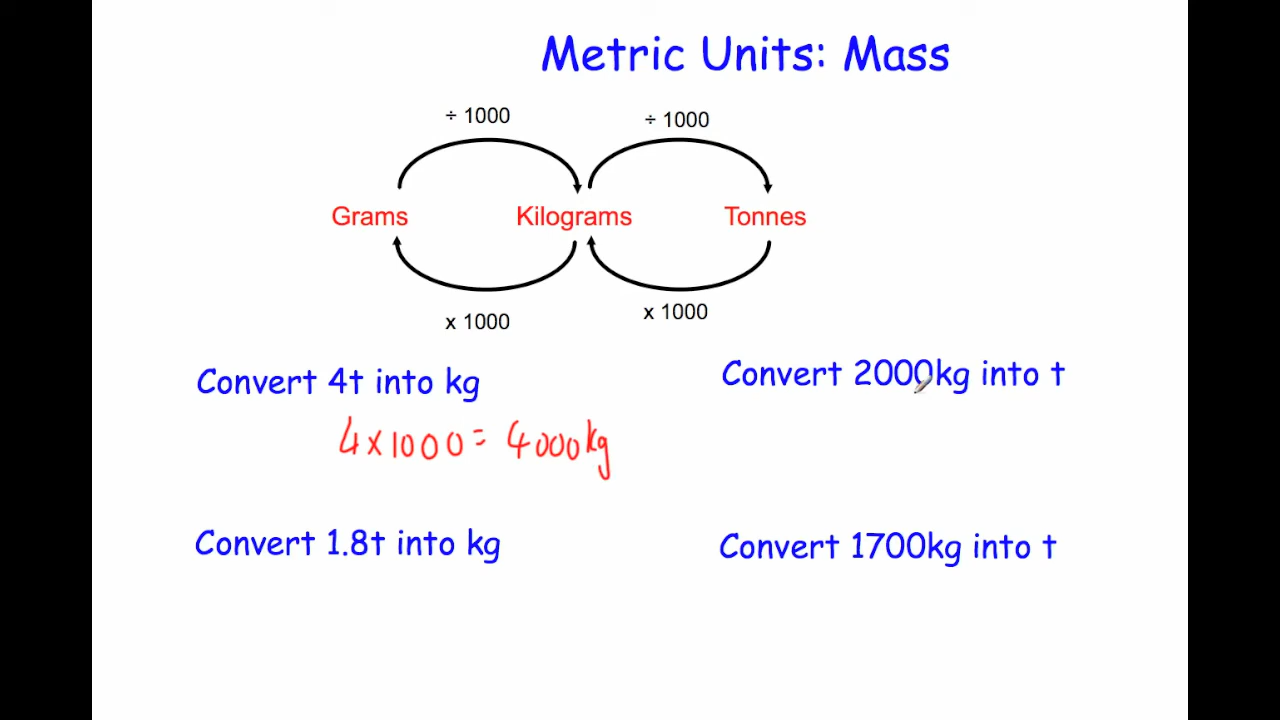 Metric Units: Mass
÷ 1000
÷ 1000
Grams
Kilograms
Tonnes
x 1000
x 1000
Convert 4t into kg
Convert 2000kg into t
4 x 1000 = 4000kg
Convert 1.8t into kg
Convert 1700kg into t